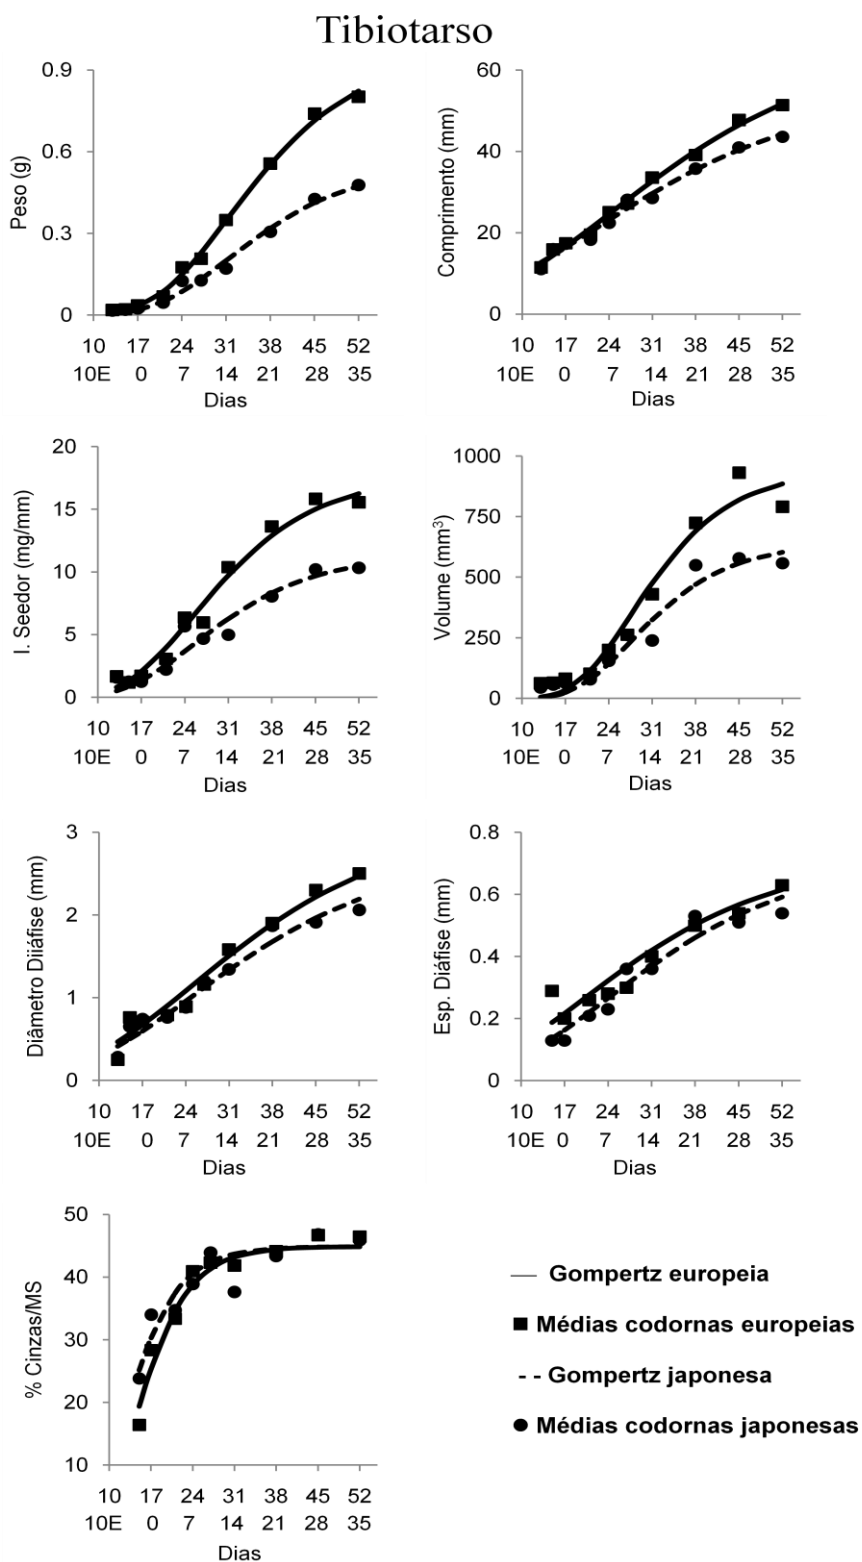 Tibiotarso
Peso (g)
0.9
0.6
0.3
0
10 17 24 31 38 45 52
10E 0 7 14 21 28 35
Dias
Comprimento (mm)
60
40
20
0
10 17 24 31 38 45 52
10E 0 7 14 21 28 35
Dias
I. Seedor (mg/mm)
20
15
10
5
0
10 17 24 31 38 45 52
10E 0 7 14 21 28 35
Dias
Volume (mm³)
1000
750
500
250
0
10 17 24 31 38 45 52
10E 0 7 14 21 28 35
Dias
Diâmetro Diiáfise (mm)
3
2
1
0
10 17 24 31 38 45 52
10E 0 7 14 21 28 35
Dias
Esp. Diáfise (mm)
0.8
0.6
0.4
0.2
0
10 17 24 31 38 45 52
10E 0 7 14 21 28 35
Dias
% Cinzas/MS
50
40
30
20
10
10 17 24 31 38 45 52
10E 0 7 14 21 28 35
Dias
Gompertz europeia
Médias codornas europeias
Gompertz japonesa
Médias codornas japonesas